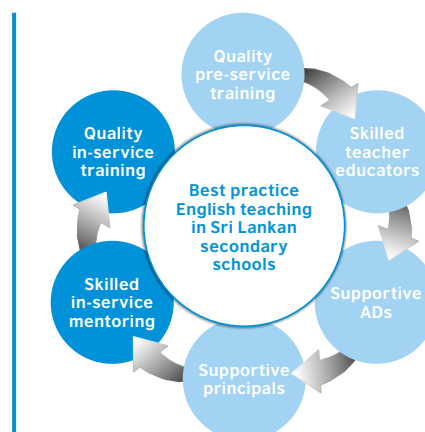 Quality
pre-service
training
Skilled
teacher
educators
Supportive
ADs
Supportive
principals
Skilled
in-service
mentoring
Quality
in-service
training
Best practice
English teaching
in Sri Lankan
secondary
schools